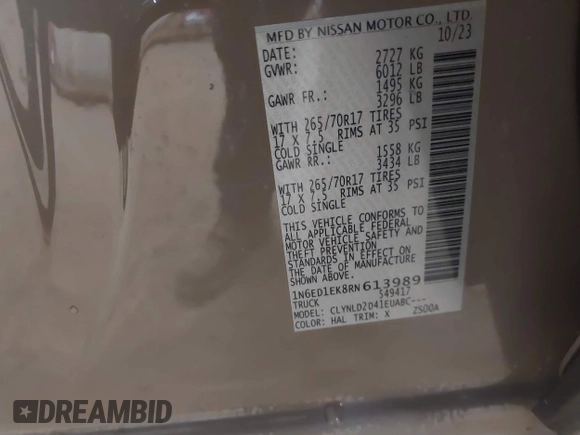 MFD BY NISSAN MOTOR CO., LTD.
DATE: 10/23
GVWR: 2727 KG
6012 LB
GAWR FR.: 1495 KG
3296 LB
WITH 265/70R17 TIRES
17 X 7.5 RIMS AT 35 PSI
COLD SINGLE
GAWR RR.: 1558 KG
3434 LB
WITH 265/70R17 TIRES
17 X 7.5 RIMS AT 35 PSI
COLD SINGLE
THIS VEHICLE CONFORMS TO
ALL APPLICABLE FEDERAL
MOTOR VEHICLE SAFETY AND
THEFT PREVENTION
STANDARDS IN EFFECT ON
THE DATE OF MANUFACTURE
SHOWN ABOVE.
1N6ED1EK8RN613989
TRUCK 549417
MODEL: CLYNLD2D41EUABC---
COLOR: HAL TRIM: X ZS00A
DREAMBID